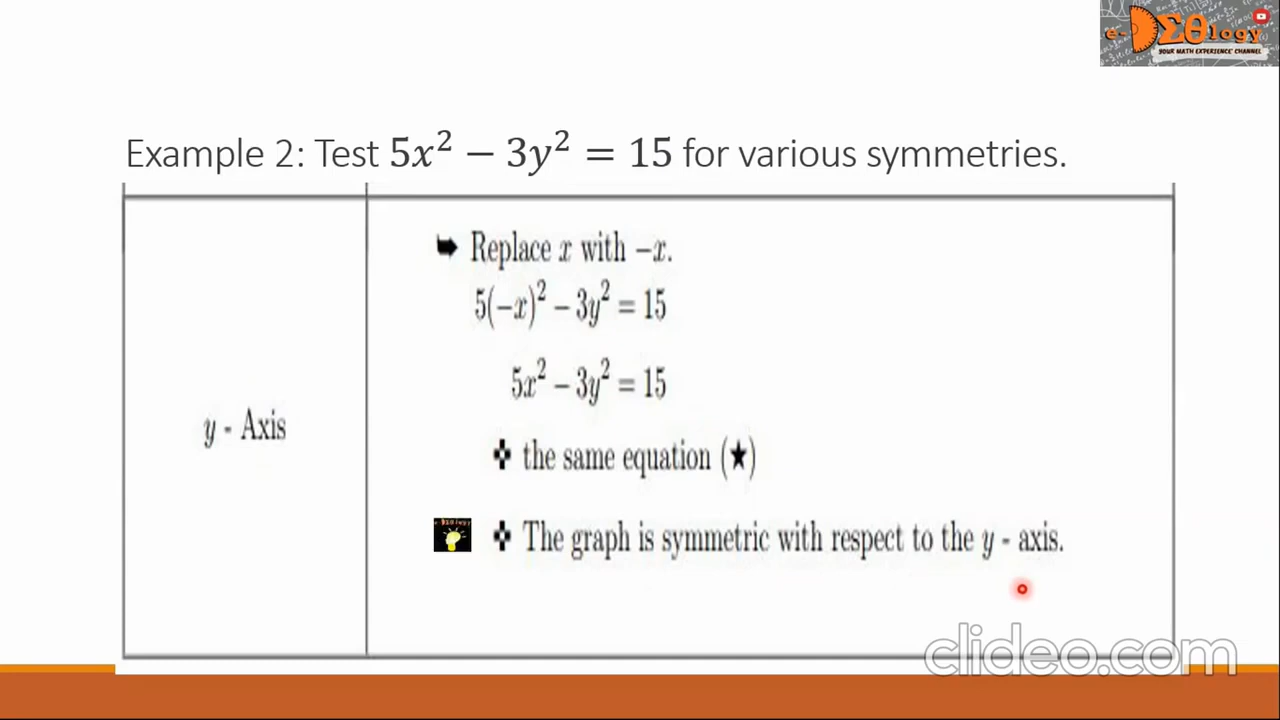 e-DΣΘlogy
YOUR MATH EXPERIENCE CHANNEL
Example 2: Test 5x² − 3y² = 15 for various symmetries.
Replace x with −x.
5(−x)² − 3y² = 15
5x² − 3y² = 15
y - Axis
the same equation (★)
The graph is symmetric with respect to the y - axis.
clideo.com